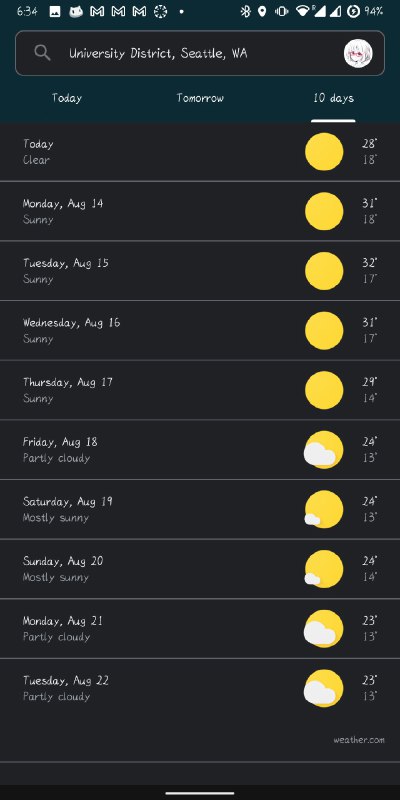 6:34
94%
University District, Seattle, WA
Today
Tomorrow
10 days
Today
28°
Clear
18°
Monday, Aug 14
31°
Sunny
18°
Tuesday, Aug 15
32°
Sunny
17°
Wednesday, Aug 16
31°
Sunny
17°
Thursday, Aug 17
29°
Sunny
14°
Friday, Aug 18
24°
Partly cloudy
13°
Saturday, Aug 19
24°
Mostly sunny
13°
Sunday, Aug 20
24°
Mostly sunny
14°
Monday, Aug 21
23°
Partly cloudy
13°
Tuesday, Aug 22
23°
Partly cloudy
13°
weather.com